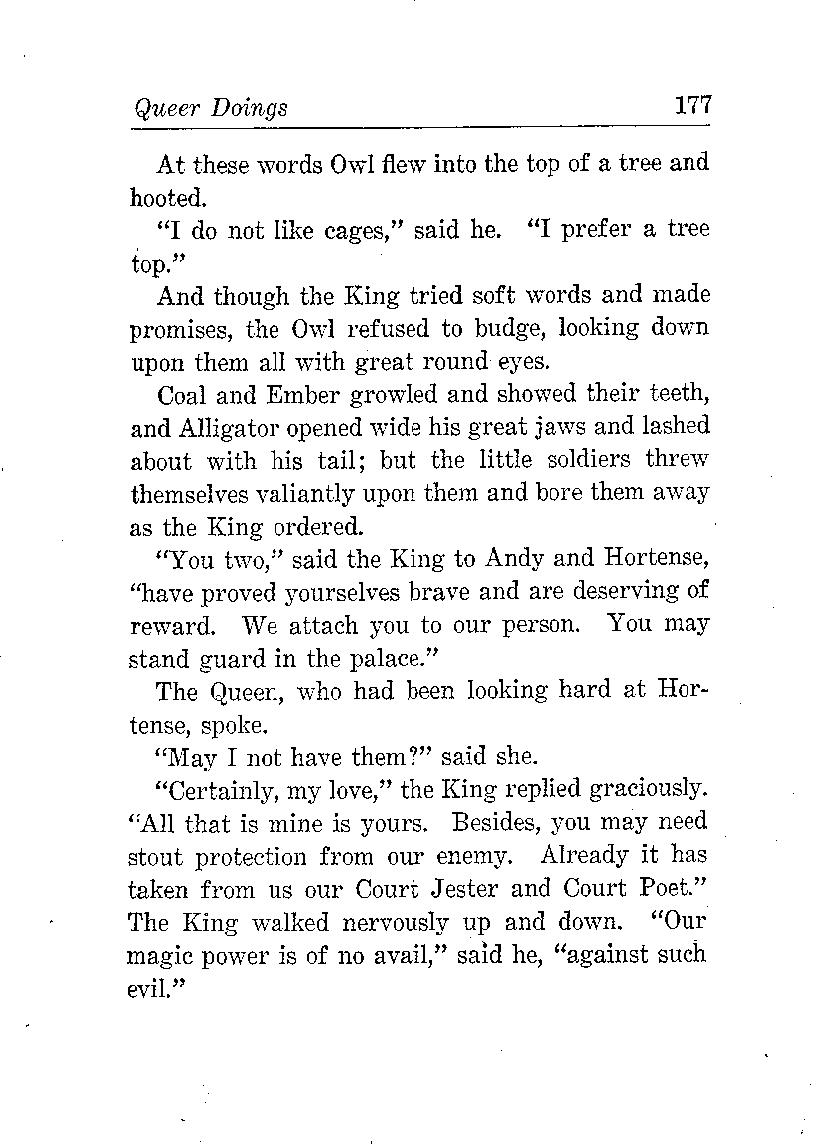 Queer Doings 177
At these words Owl flew into the top of a tree and
hooted.
“I do not like cages,” said he. “I prefer a tree
top.”
And though the King tried soft words and made
promises, the Owl refused to budge, looking down
upon them all with great round eyes.
Coal and Ember growled and showed their teeth,
and Alligator opened wide his great jaws and lashed
about with his tail; but the little soldiers threw
themselves valiantly upon them and bore them away
as the King ordered.
“You two,” said the King to Andy and Hortense,
“have proved yourselves brave and are deserving of
reward. We attach you to our person. You may
stand guard in the palace.”
The Queen, who had been looking hard at Hor-
tense, spoke.
“May I not have them?” said she.
“Certainly, my love,” the King replied graciously.
“All that is mine is yours. Besides, you may need
stout protection from our enemy. Already it has
taken from us our Court Jester and Court Poet.”
The King walked nervously up and down. “Our
magic power is of no avail,” said he, “against such
evil.”